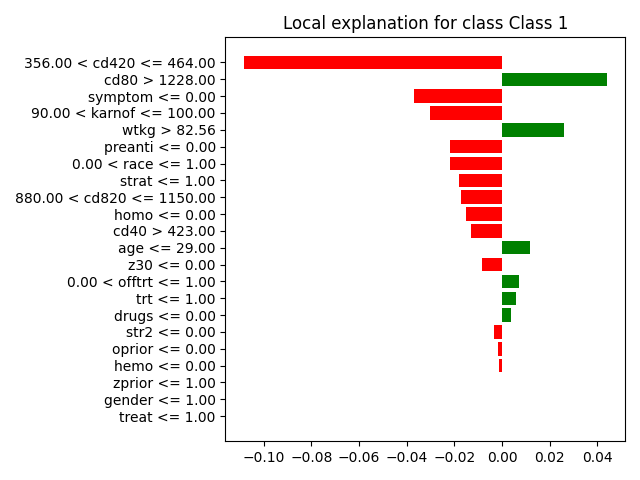 Local explanation for class Class 1
356.00 < cd420 <= 464.00
cd80 > 1228.00
symptom <= 0.00
90.00 < karnof <= 100.00
wtkg > 82.56
preanti <= 0.00
0.00 < race <= 1.00
strat <= 1.00
880.00 < cd820 <= 1150.00
homo <= 0.00
cd40 > 423.00
age <= 29.00
z30 <= 0.00
0.00 < offtrt <= 1.00
trt <= 1.00
drugs <= 0.00
str2 <= 0.00
oprior <= 0.00
hemo <= 0.00
zprior <= 1.00
gender <= 1.00
treat <= 1.00
−0.10 −0.08 −0.06 −0.04 −0.02 0.00 0.02 0.04